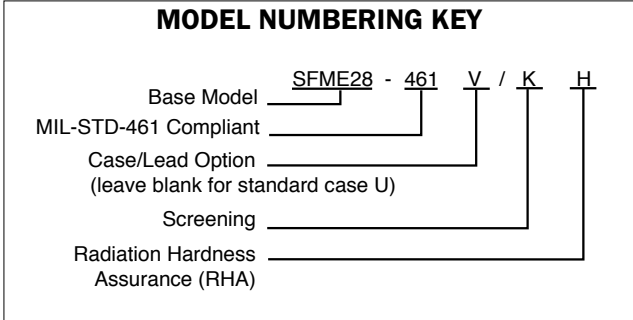 MODEL NUMBERING KEY
SFME28 - 461 V / K H
Base Model
MIL-STD-461 Compliant
Case/Lead Option
(leave blank for standard case U)
Screening
Radiation Hardness
Assurance (RHA)